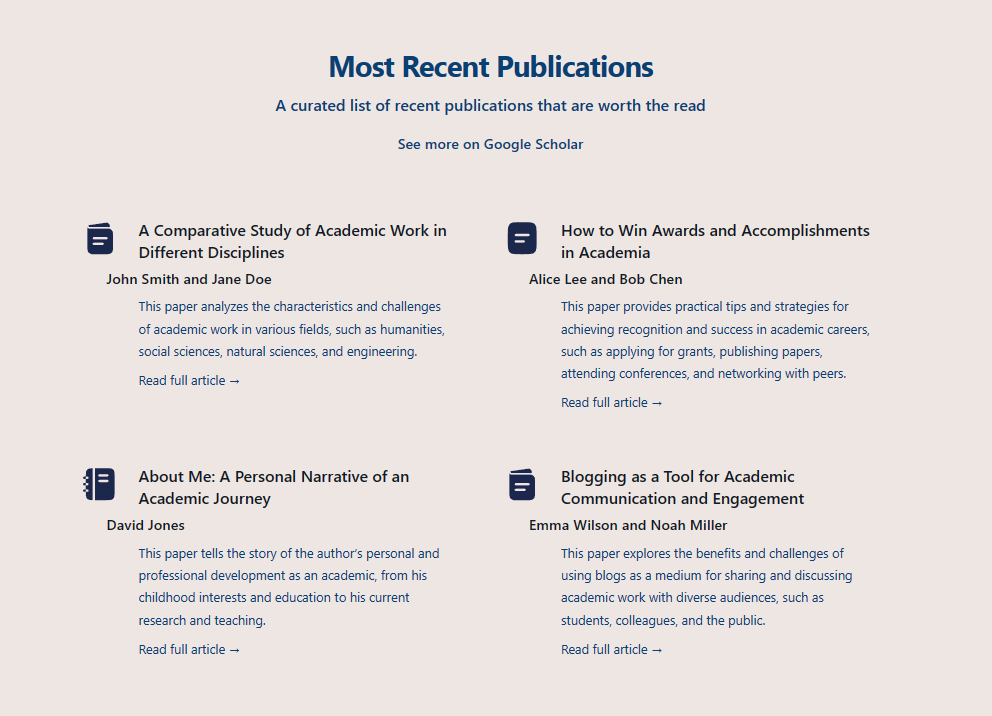 Most Recent Publications
A curated list of recent publications that are worth the read
See more on Google Scholar
A Comparative Study of Academic Work in
Different Disciplines
John Smith and Jane Doe
This paper analyzes the characteristics and challenges
of academic work in various fields, such as humanities,
social sciences, natural sciences, and engineering.
Read full article →
How to Win Awards and Accomplishments
in Academia
Alice Lee and Bob Chen
This paper provides practical tips and strategies for
achieving recognition and success in academic careers,
such as applying for grants, publishing papers,
attending conferences, and networking with peers.
Read full article →
About Me: A Personal Narrative of an
Academic Journey
David Jones
This paper tells the story of the author's personal and
professional development as an academic, from his
childhood interests and education to his current
research and teaching.
Read full article →
Blogging as a Tool for Academic
Communication and Engagement
Emma Wilson and Noah Miller
This paper explores the benefits and challenges of
using blogs as a medium for sharing and discussing
academic work with diverse audiences, such as
students, colleagues, and the public.
Read full article →